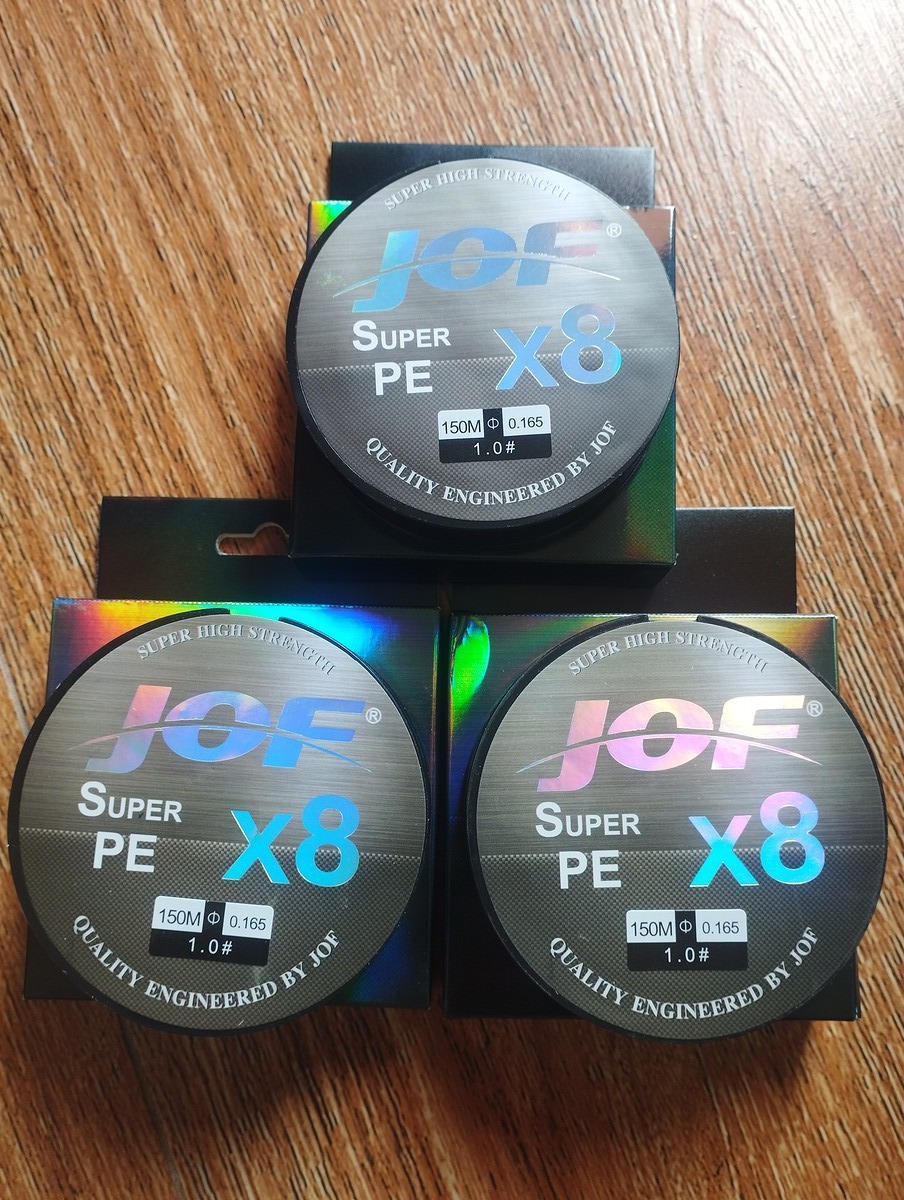 SUPER HIGH STRENGTH
JOF®
SUPER
PE
x8
150M Φ 0.165
1.0#
QUALITY ENGINEERED BY JOF
SUPER HIGH STRENGTH
JOF®
SUPER
PE
x8
150M Φ 0.165
1.0#
QUALITY ENGINEERED BY JOF
SUPER HIGH STRENGTH
JOF®
SUPER
PE
x8
150M Φ 0.165
1.0#
QUALITY ENGINEERED BY JOF